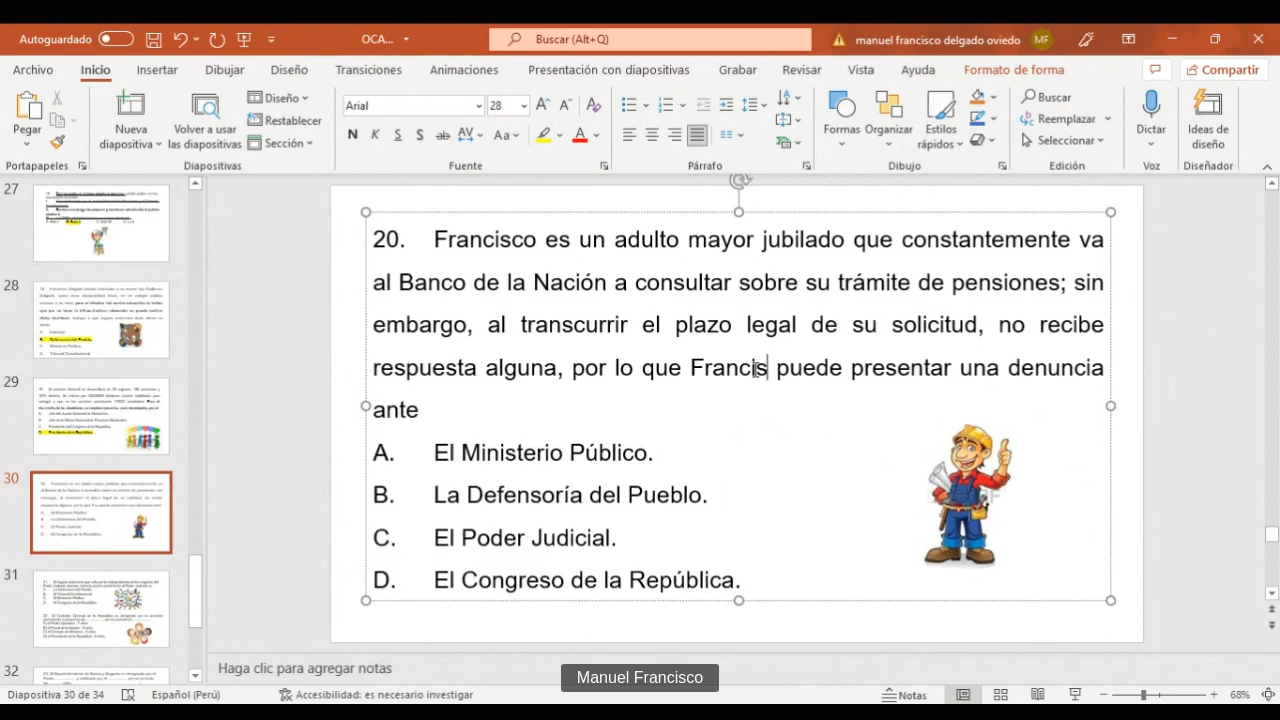 Autoguardado
OCA...
Buscar (Alt+Q)
manuel francisco delgado oviedo
MF
Archivo
Inicio
Insertar
Dibujar
Diseño
Transiciones
Animaciones
Presentación con diapositivas
Grabar
Revisar
Vista
Ayuda
Formato de forma
Compartir
Pegar
Nueva diapositiva
Volver a usar las diapositivas
Diseño
Restablecer
Sección
Arial
28
N K S S ab AV Aa A
Formas
Organizar
Estilos rápidos
Buscar
Reemplazar
Seleccionar
Dictar
Ideas de diseño
Portapapeles
Diapositivas
Fuente
Párrafo
Dibujo
Edición
Voz
Diseñador
27
28
29
30
31
32
20. Francisco es un adulto mayor jubilado que constantemente va
al Banco de la Nación a consultar sobre su trámite de pensiones; sin
embargo, al transcurrir el plazo legal de su solicitud, no recibe
respuesta alguna, por lo que Francis puede presentar una denuncia
ante
A. El Ministerio Público.
B. La Defensoría del Pueblo.
C. El Poder Judicial.
D. El Congreso de la República.
Haga clic para agregar notas
Manuel Francisco
Diapositiva 30 de 34
Español (Perú)
Accesibilidad: es necesario investigar
Notas
68%